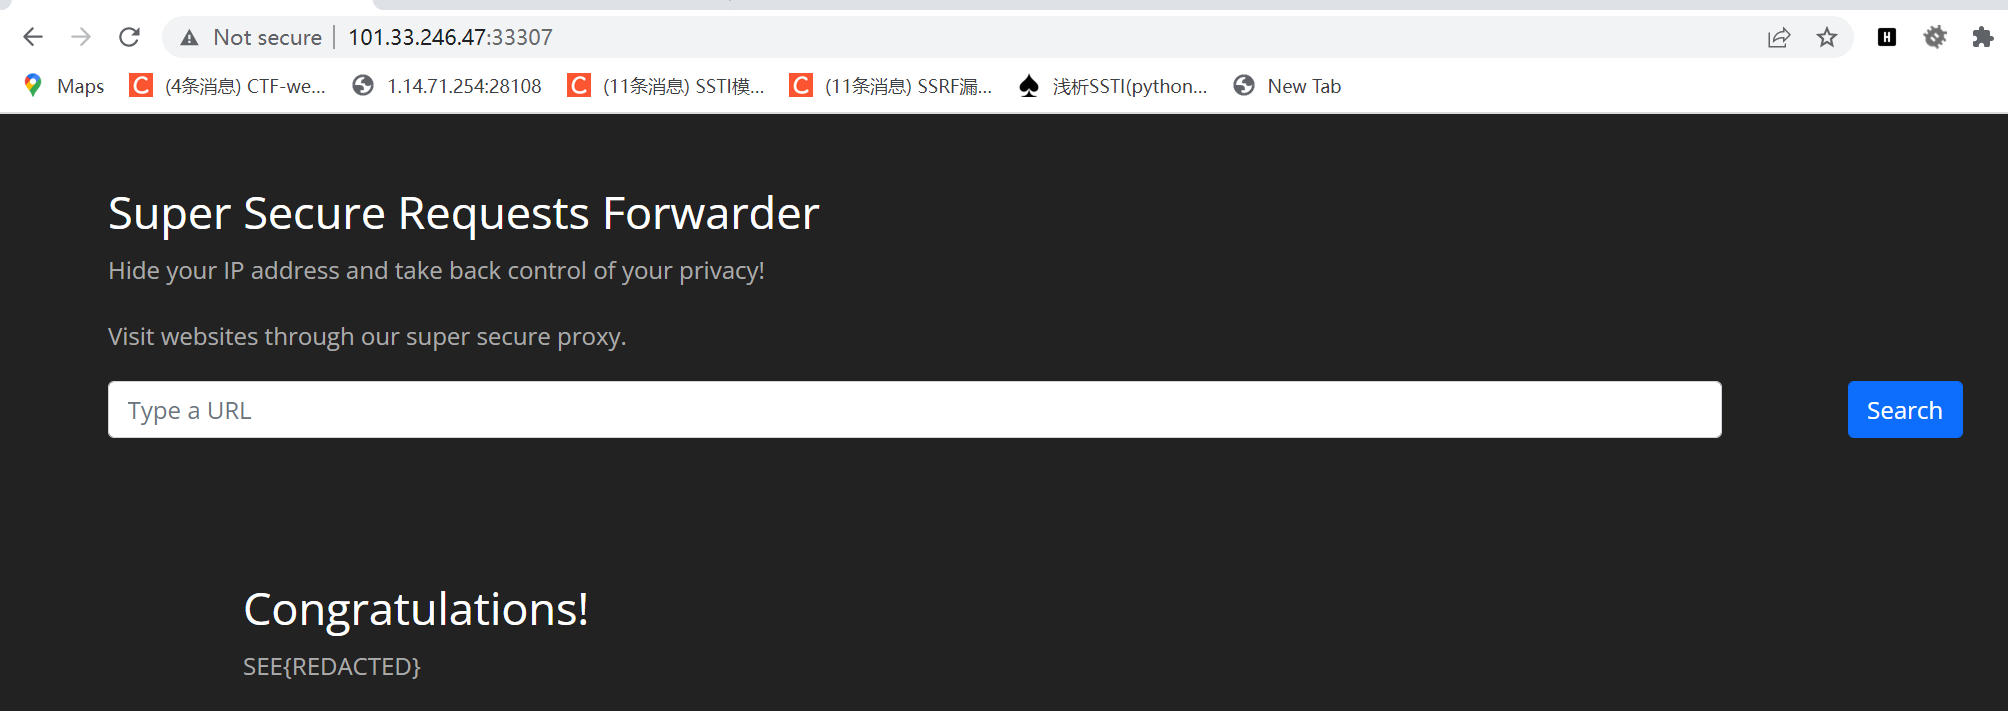 Not secure | 101.33.246.47:33307
Maps (4条消息) CTF-we... 1.14.71.254:28108 (11条消息) SSTI模... (11条消息) SSRF漏... 浅析SSTI(python... New Tab
Super Secure Requests Forwarder
Hide your IP address and take back control of your privacy!
Visit websites through our super secure proxy.
Type a URL Search
Congratulations!
SEE{REDACTED}